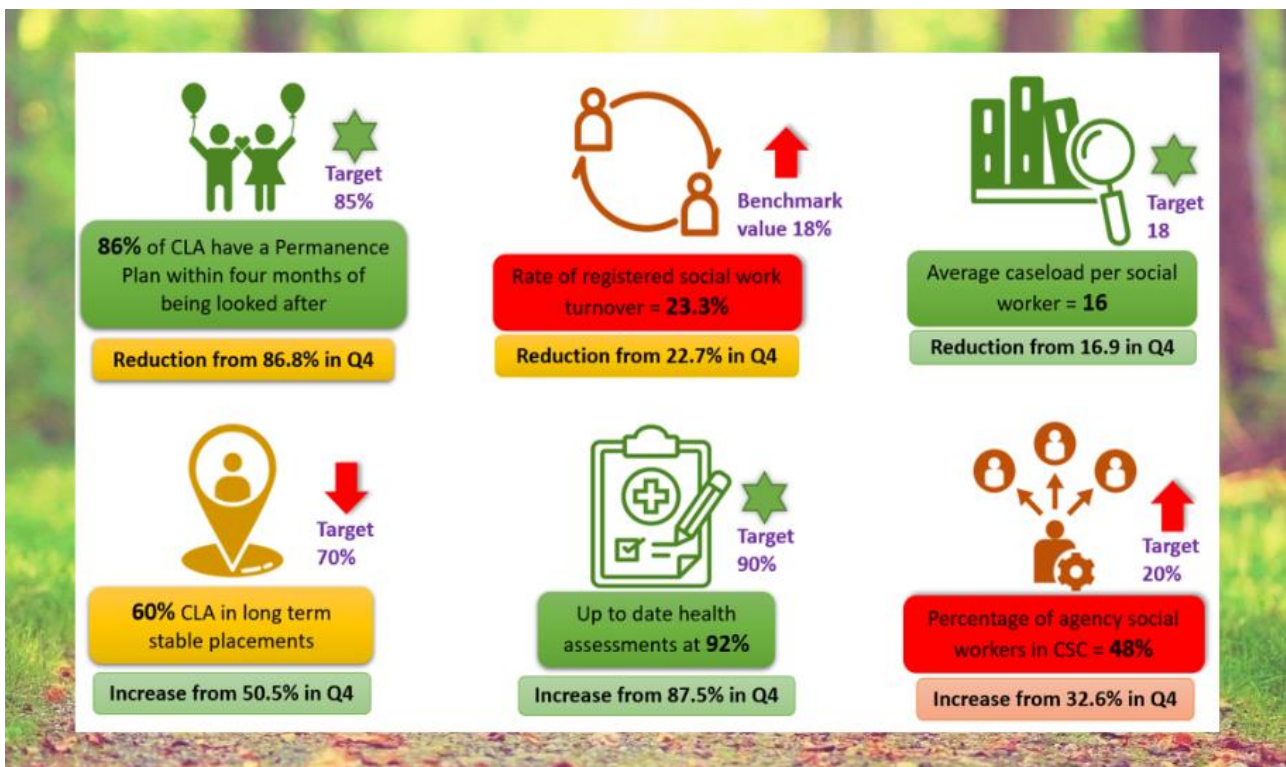 Target
85%
86% of CLA have a Permanence
Plan within four months of
being looked after
Reduction from 86.8% in Q4
Benchmark
value 18%
Rate of registered social work
turnover = 23.3%
Reduction from 22.7% in Q4
Target
18
Average caseload per social
worker = 16
Reduction from 16.9 in Q4
Target
70%
60% CLA in long term
stable placements
Increase from 50.5% in Q4
Target
90%
Up to date health
assessments at 92%
Increase from 87.5% in Q4
Target
20%
Percentage of agency social
workers in CSC = 48%
Increase from 32.6% in Q4